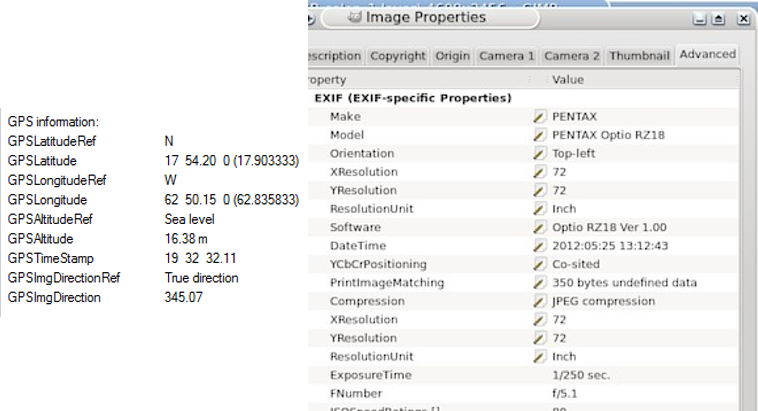 GPS information:
GPSLatitudeRef N
GPSLatitude 17 54.20 0 (17.903333)
GPSLongitudeRef W
GPSLongitude 62 50.15 0 (62.835833)
GPSAltitudeRef Sea level
GPSAltitude 16.38 m
GPSTimeStamp 19 32 32.11
GPSImgDirectionRef True direction
GPSImgDirection 345.07
Image Properties
escription Copyright Origin Camera 1 Camera 2 Thumbnail Advanced
roperty Value
EXIF (EXIF-specific Properties)
Make PENTAX
Model PENTAX Optio RZ18
Orientation Top-left
XResolution 72
YResolution 72
ResolutionUnit Inch
Software Optio RZ18 Ver 1.00
DateTime 2012:05:25 13:12:43
YCbCrPositioning Co-sited
PrintImageMatching 350 bytes undefined data
Compression JPEG compression
XResolution 72
YResolution 72
ResolutionUnit Inch
ExposureTime 1/250 sec.
FNumber f/5.1